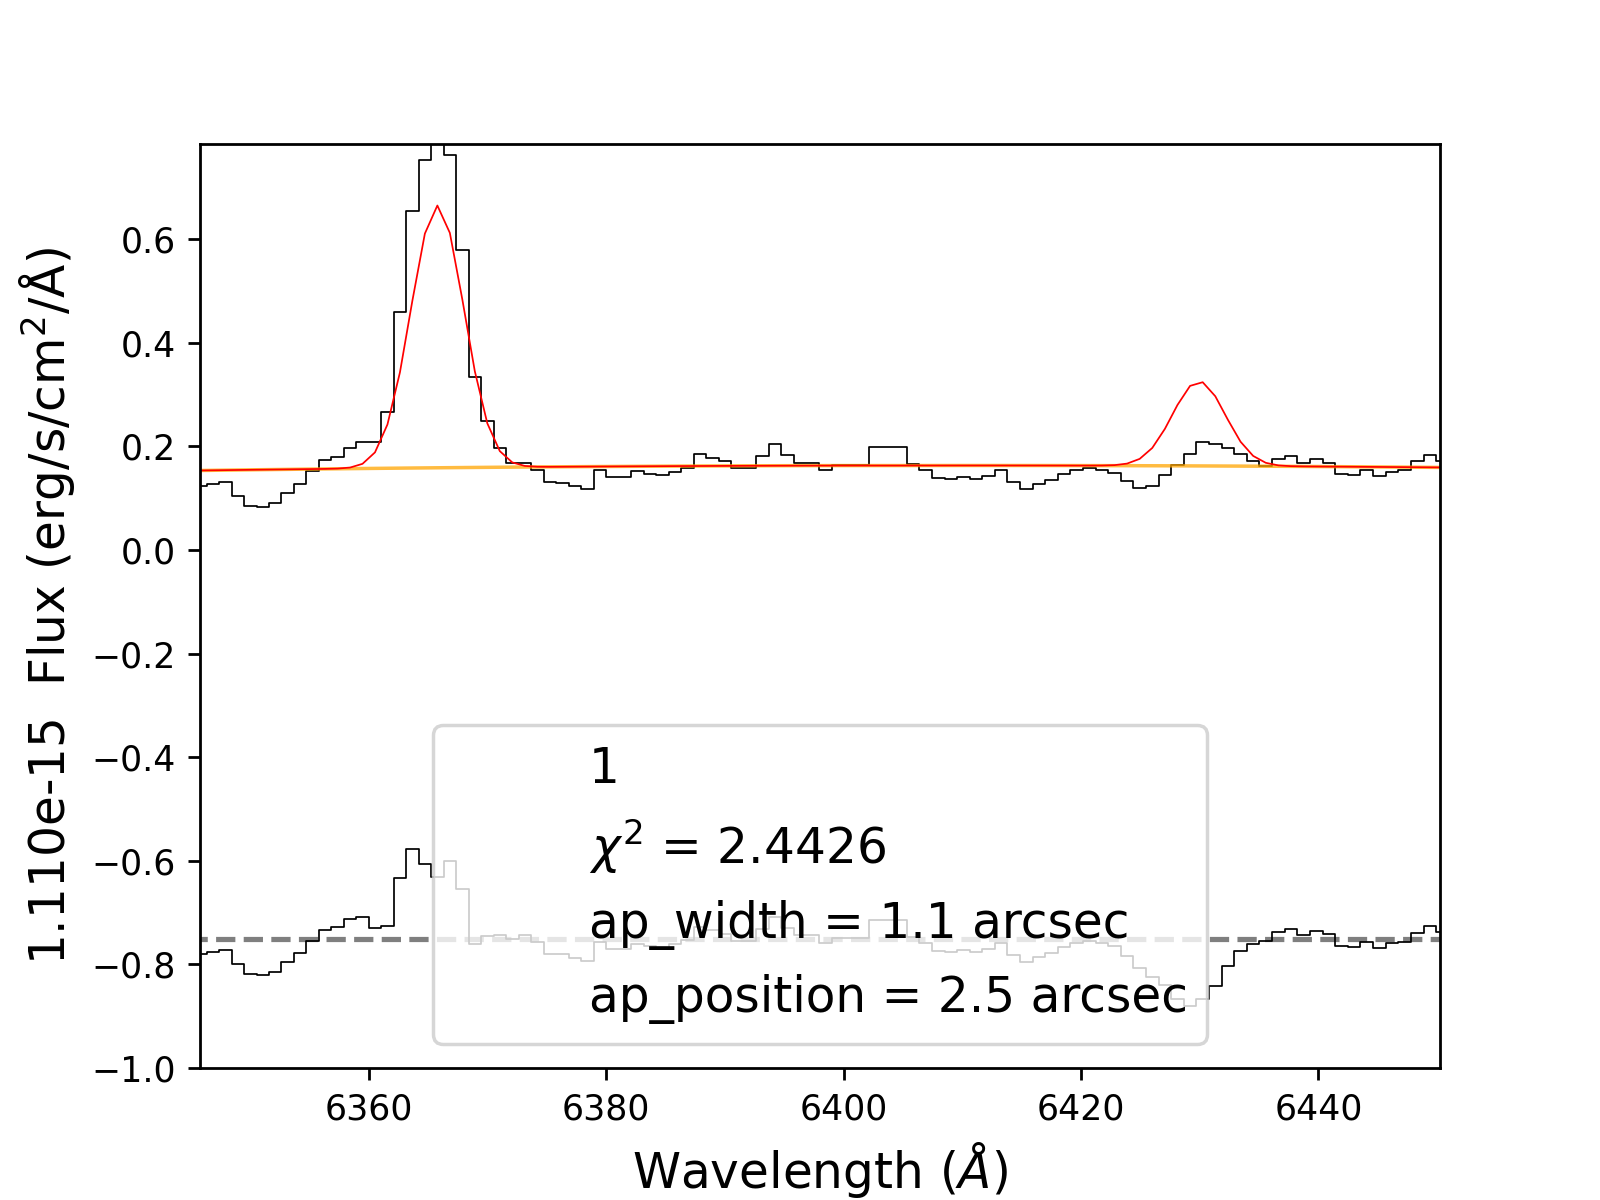 1.110e-15 Flux (erg/s/cm²/Å)
0.6
0.4
0.2
0.0
−0.2
−0.4
−0.6
−0.8
−1.0
1
χ² = 2.4426
ap_width = 1.1 arcsec
ap_position = 2.5 arcsec
6360 6380 6400 6420 6440
Wavelength (Å)